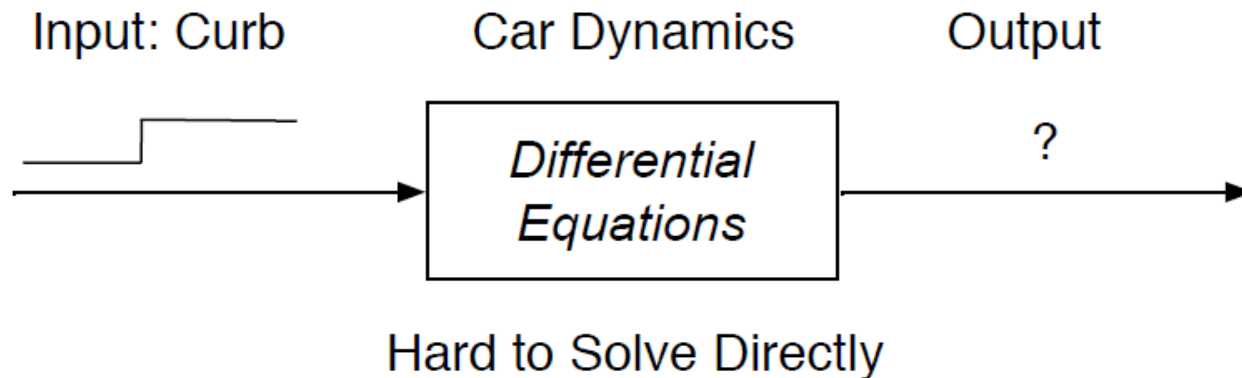 Input: Curb
Car Dynamics
Output
Differential
Equations
?
Hard to Solve Directly